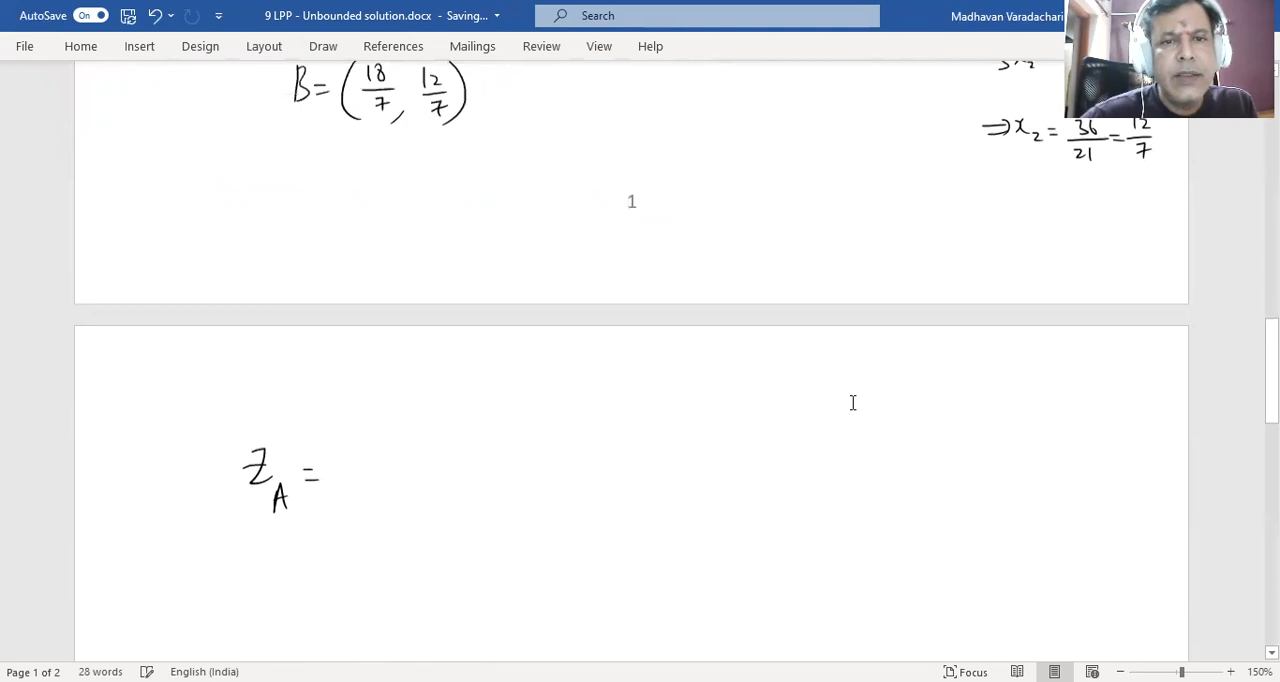 AutoSave On 9 LPP - Unbounded solution.docx - Saving... Search Madhavan Varadachari
File Home Insert Design Layout Draw References Mailings Review View Help
B = (18/7, 12/7)
⇒ x₂ = 36/21 = 12/7
1
Z_A =
Page 1 of 2 28 words English (India) Focus 150%